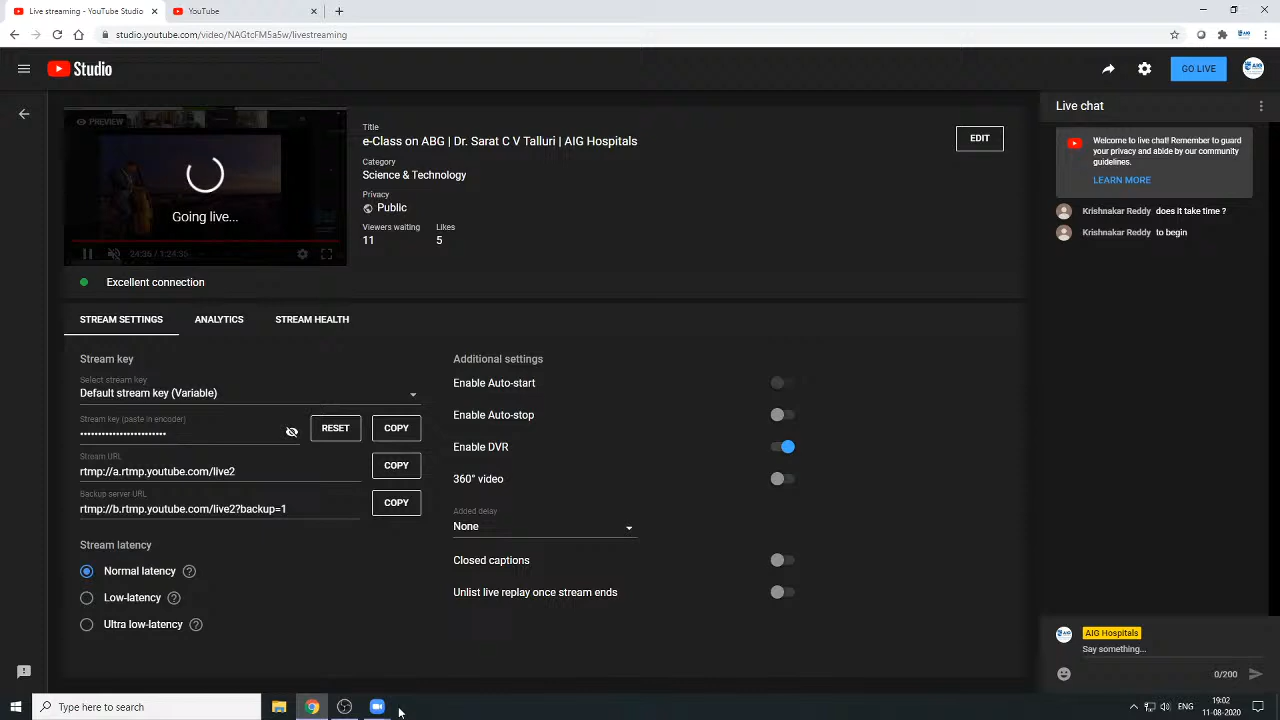 Live streaming - YouTube Studio
YouTube
studio.youtube.com/video/NAGtcFM5a5w/livestreaming
Studio
GO LIVE
PREVIEW
Going live...
24:35 / 1:24:35
Title
e-Class on ABG | Dr. Sarat C V Talluri | AIG Hospitals
EDIT
Category
Science & Technology
Privacy
Public
Viewers waiting
Likes
11
5
Excellent connection
STREAM SETTINGS
ANALYTICS
STREAM HEALTH
Stream key
Select stream key
Default stream key (Variable)
Stream key (paste in encoder)
RESET
COPY
Stream URL
rtmp://a.rtmp.youtube.com/live2
COPY
Backup server URL
rtmp://b.rtmp.youtube.com/live2?backup=1
COPY
Stream latency
Normal latency
Low-latency
Ultra low-latency
Additional settings
Enable Auto-start
Enable Auto-stop
Enable DVR
360° video
Added delay
None
Closed captions
Unlist live replay once stream ends
Live chat
Welcome to live chat! Remember to guard
your privacy and abide by our community
guidelines.
LEARN MORE
Krishnakar Reddy does it take time ?
Krishnakar Reddy to begin
AIG Hospitals
Say something...
0/200
Type here to search
ENG
19:02
11-08-2020